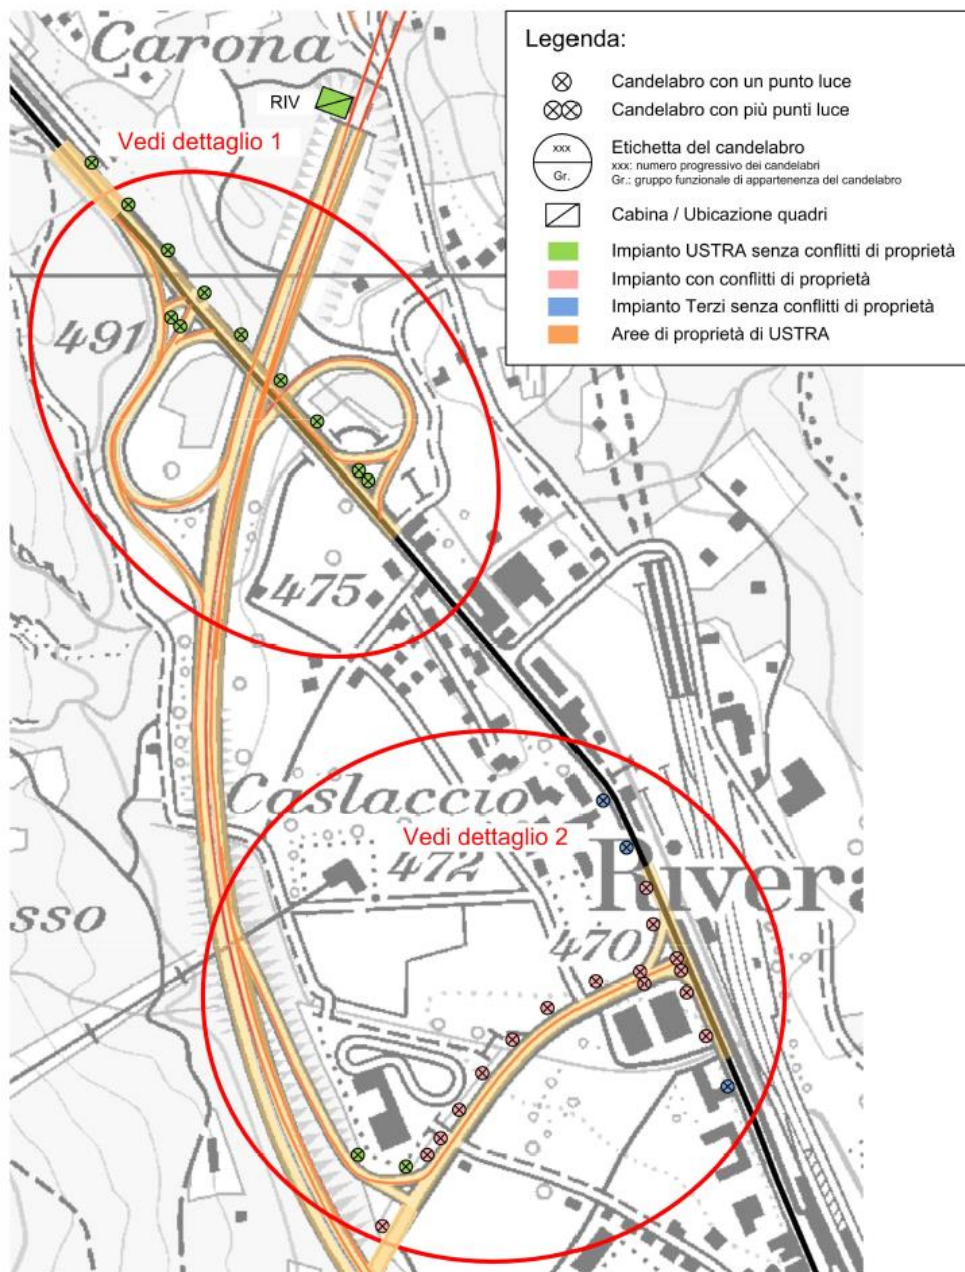 Carona
RIV
Vedi dettaglio 1
491
475
Caslaccio
Vedi dettaglio 2
472
Rivera
sso
470
Legenda:
Candelabro con un punto luce
Candelabro con più punti luce
xxx
Gr.
Etichetta del candelabro
xxx: numero progressivo dei candelabri
Gr.: gruppo funzionale di appartenenza del candelabro
Cabina / Ubicazione quadri
Impianto USTRA senza conflitti di proprietà
Impianto con conflitti di proprietà
Impianto Terzi senza conflitti di proprietà
Aree di proprietà di USTRA